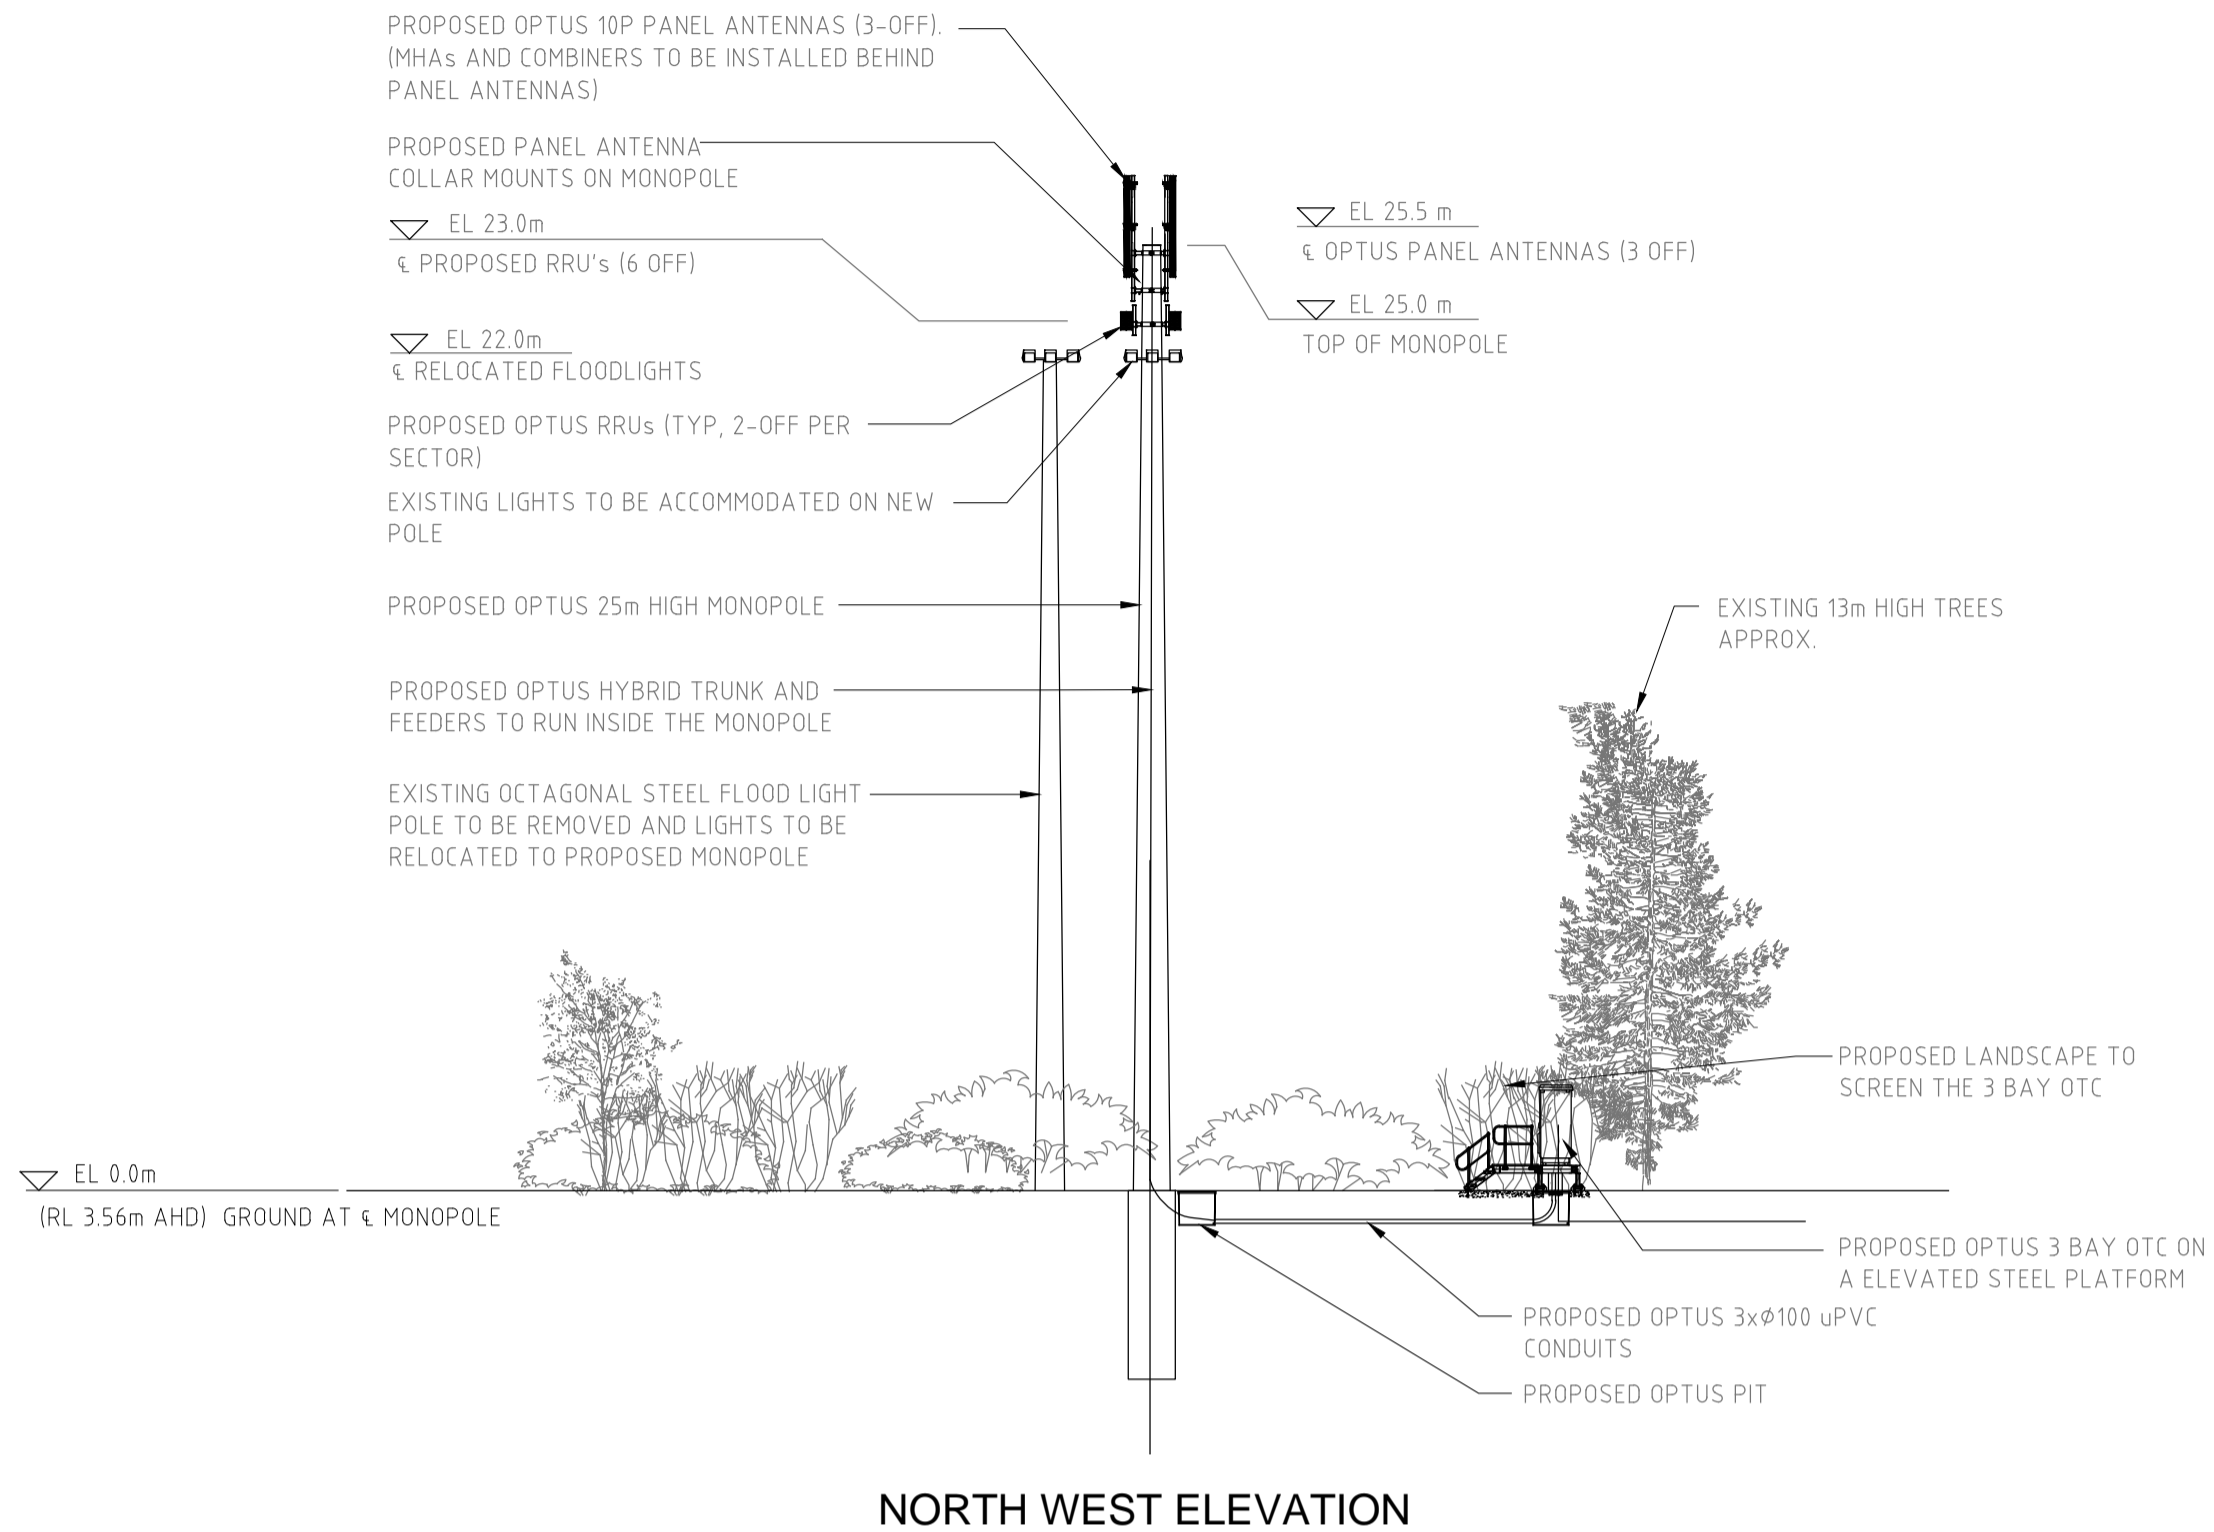 PROPOSED OPTUS 10P PANEL ANTENNAS (3-OFF).
(MHAs AND COMBINERS TO BE INSTALLED BEHIND
PANEL ANTENNAS)
PROPOSED PANEL ANTENNA
COLLAR MOUNTS ON MONOPOLE
EL 23.0m
℄ PROPOSED RRU's (6 OFF)
EL 22.0m
℄ RELOCATED FLOODLIGHTS
PROPOSED OPTUS RRUs (TYP, 2-OFF PER
SECTOR)
EXISTING LIGHTS TO BE ACCOMMODATED ON NEW
POLE
PROPOSED OPTUS 25m HIGH MONOPOLE
PROPOSED OPTUS HYBRID TRUNK AND
FEEDERS TO RUN INSIDE THE MONOPOLE
EXISTING OCTAGONAL STEEL FLOOD LIGHT
POLE TO BE REMOVED AND LIGHTS TO BE
RELOCATED TO PROPOSED MONOPOLE
EL 25.5 m
℄ OPTUS PANEL ANTENNAS (3 OFF)
EL 25.0 m
TOP OF MONOPOLE
EXISTING 13m HIGH TREES
APPROX.
PROPOSED LANDSCAPE TO
SCREEN THE 3 BAY OTC
EL 0.0m
(RL 3.56m AHD) GROUND AT ℄ MONOPOLE
PROPOSED OPTUS 3 BAY OTC ON
A ELEVATED STEEL PLATFORM
PROPOSED OPTUS 3xφ100 uPVC
CONDUITS
PROPOSED OPTUS PIT
NORTH WEST ELEVATION